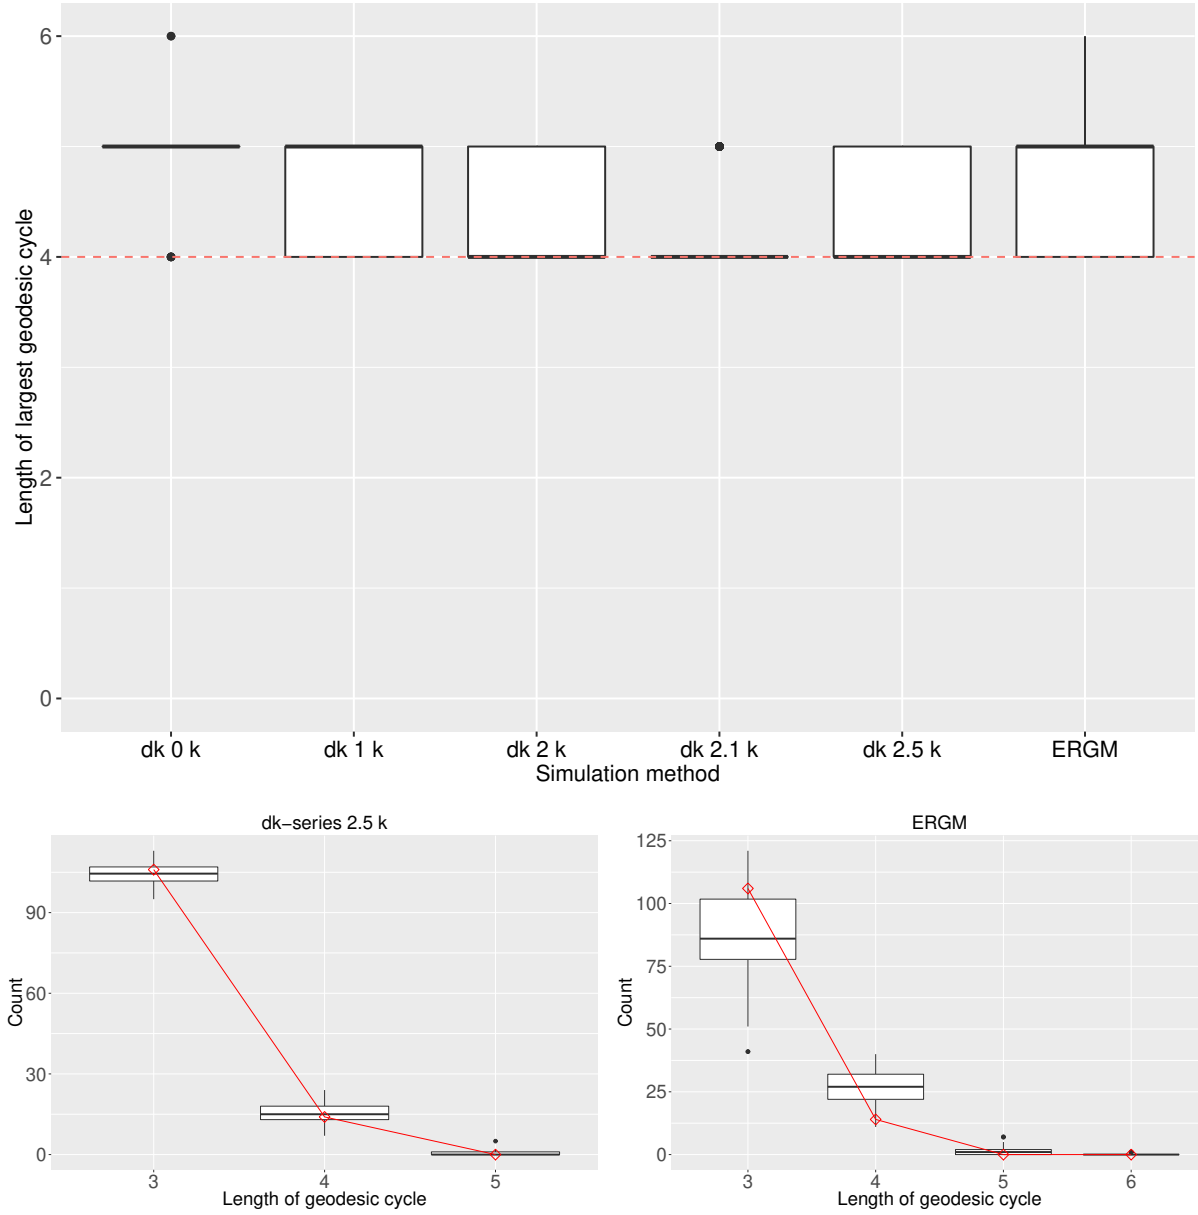 Length of largest geodesic cycle
6
4
2
0
dk 0 k dk 1 k dk 2 k dk 2.1 k dk 2.5 k ERGM
Simulation method
dk−series 2.5 k
Count
90
60
30
0
3 4 5
Length of geodesic cycle
ERGM
Count
125
100
75
50
25
0
3 4 5 6
Length of geodesic cycle